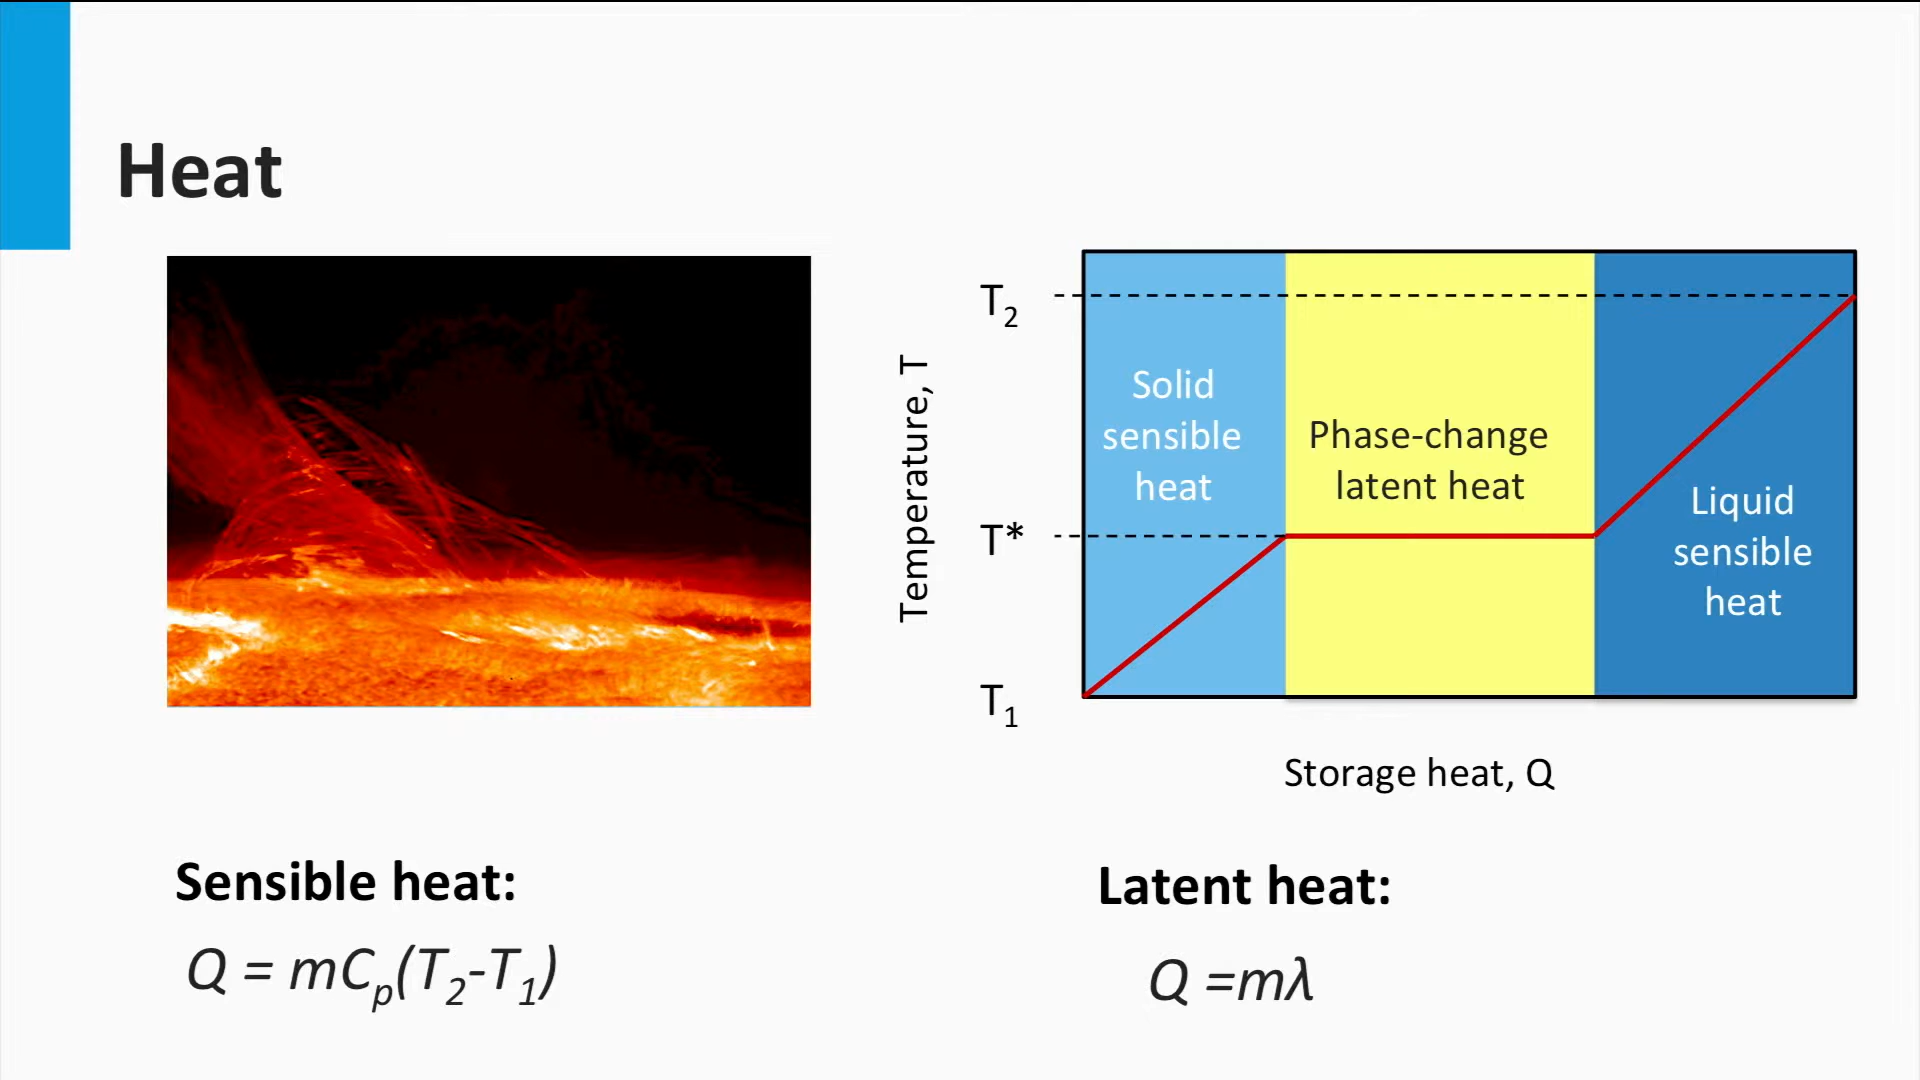 Heat
T2
Temperature, T
Solid
sensible
heat
Phase-change
latent heat
Liquid
sensible
heat
T*
T1
Storage heat, Q
Sensible heat:
Q = mCp(T2-T1)
Latent heat:
Q =mλ